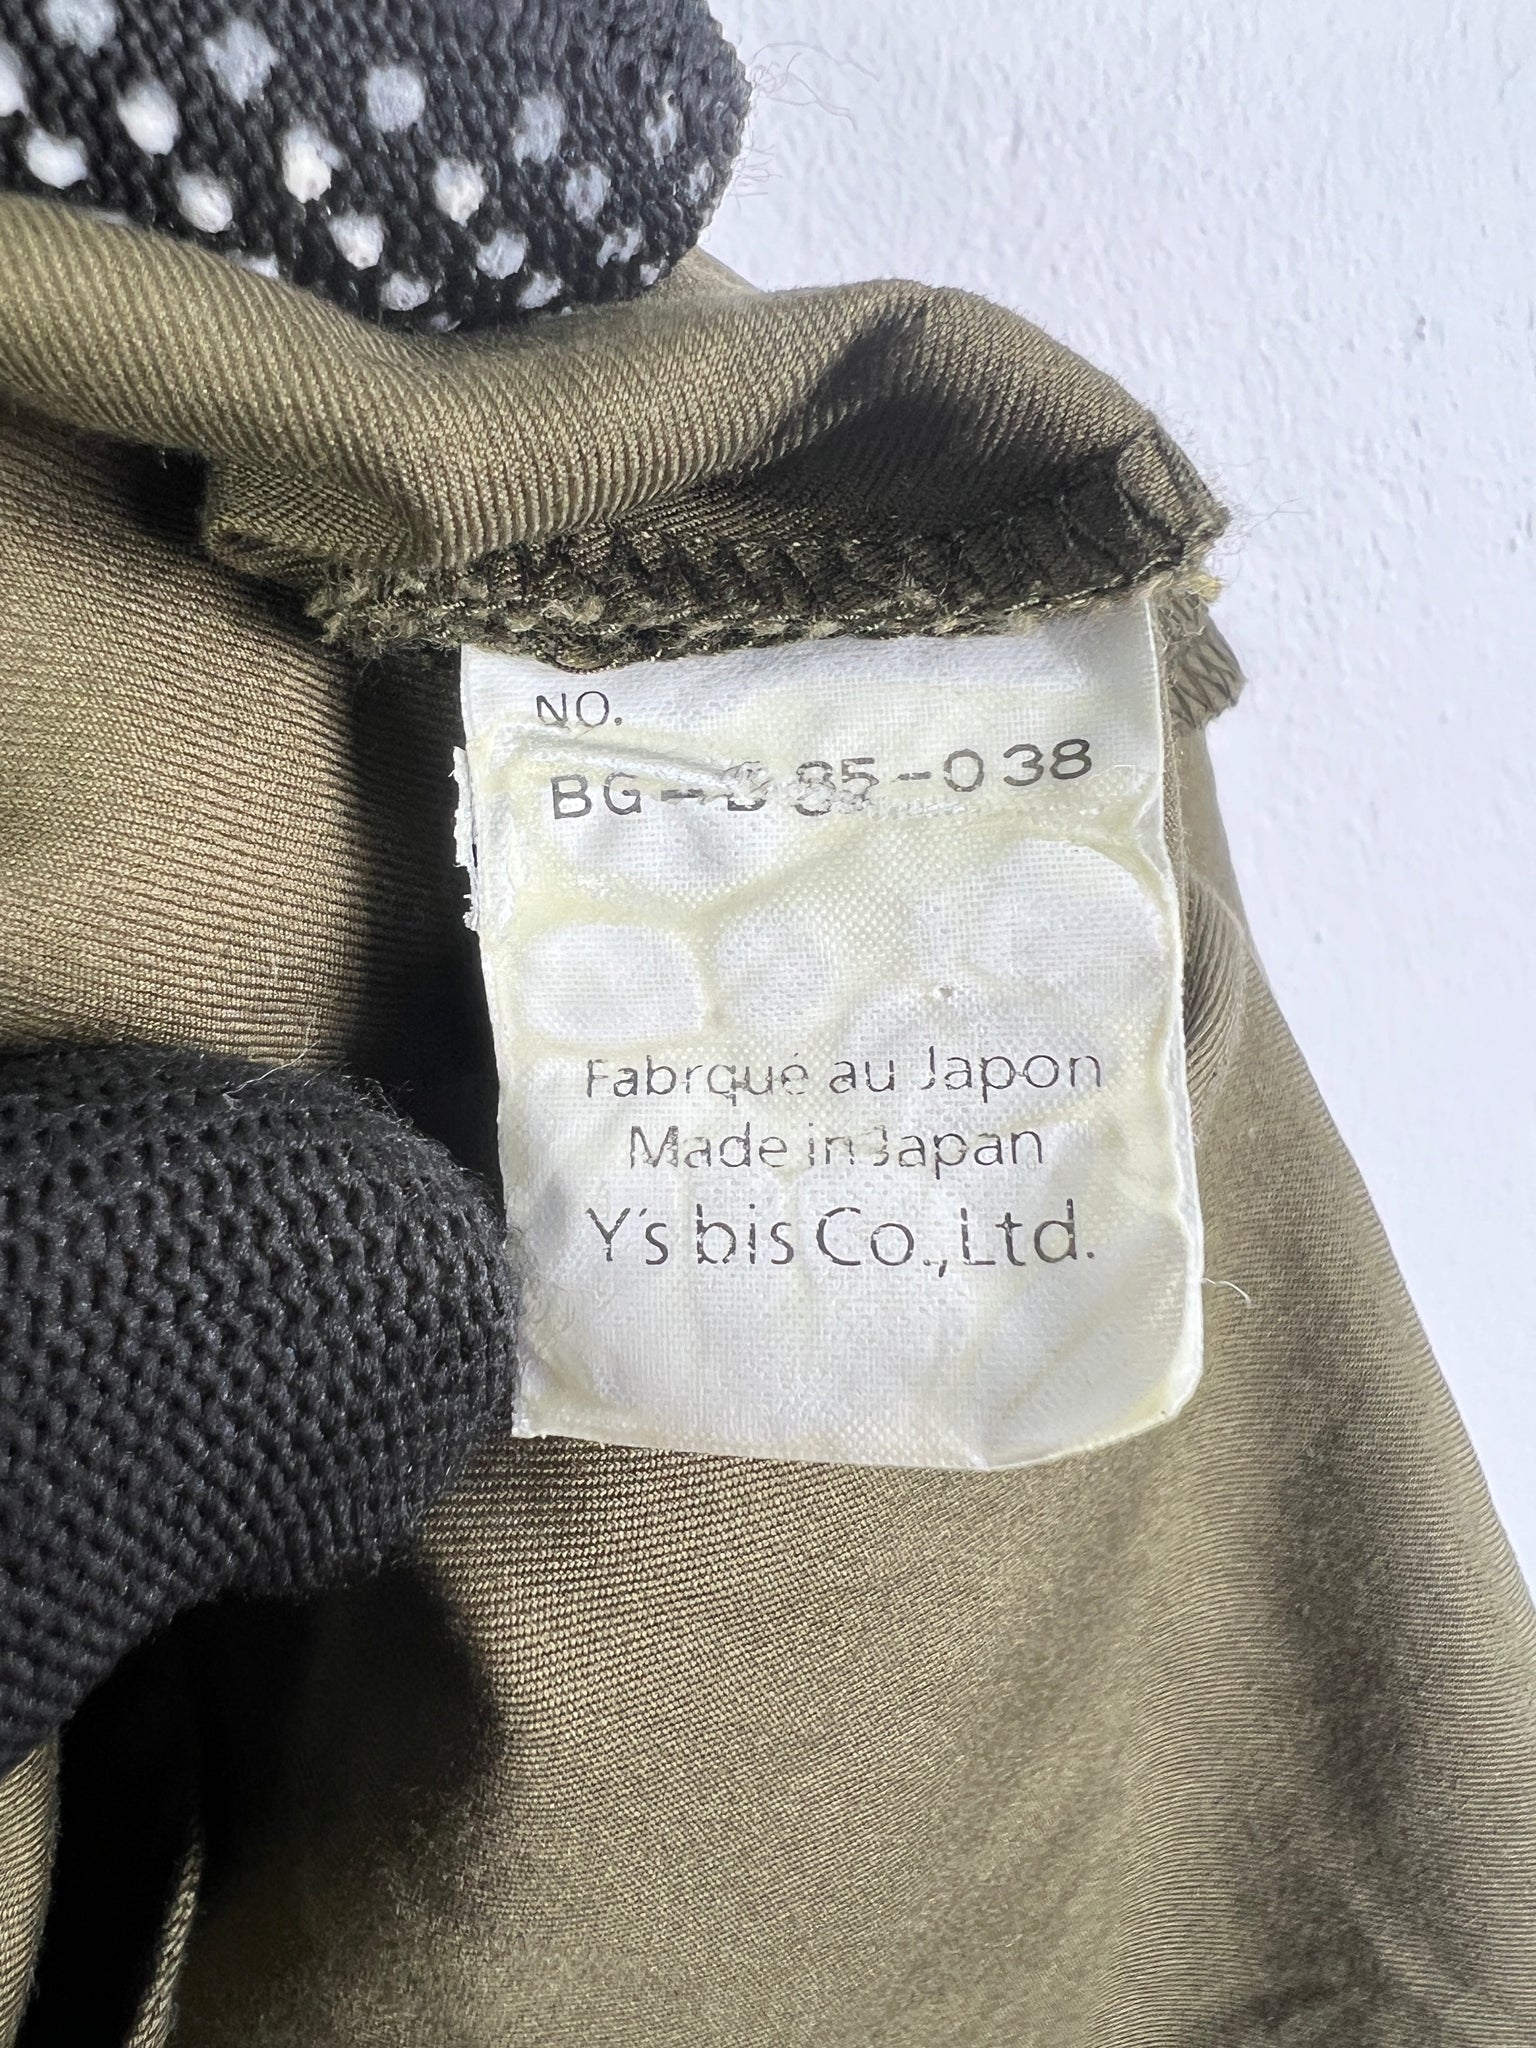 NO.
BG-B85-038
Fabrqué au Japon
Made in Japan
Y's bis Co., Ltd.